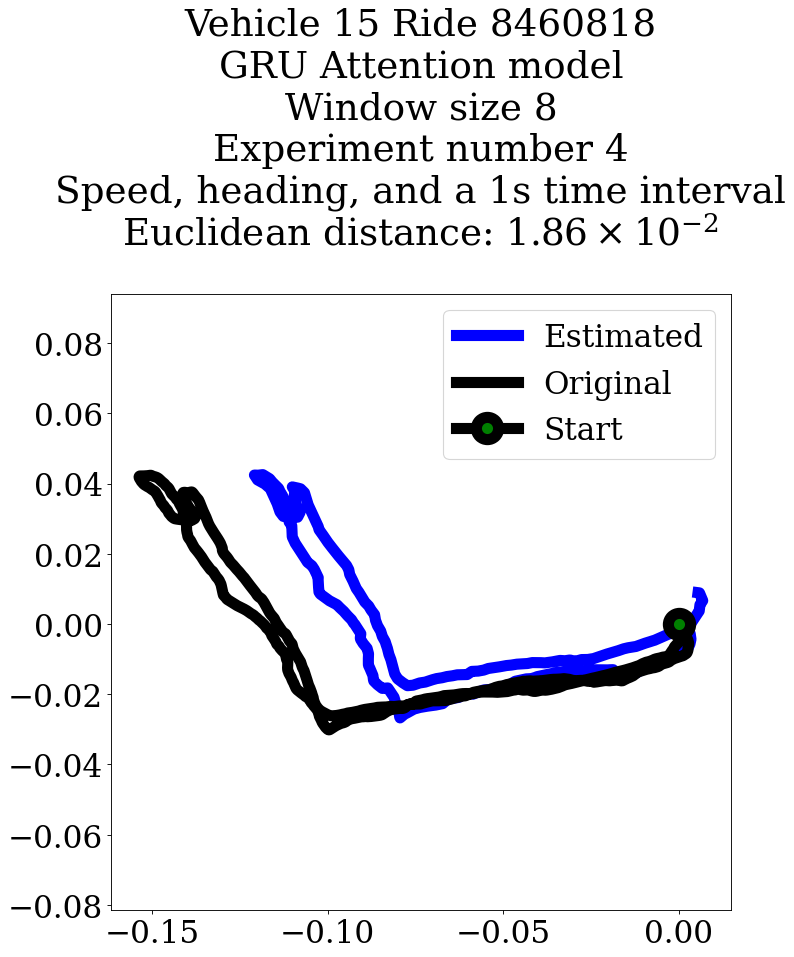 Vehicle 15 Ride 8460818
GRU Attention model
Window size 8
Experiment number 4
Speed, heading, and a 1s time interval
Euclidean distance: 1.86 × 10⁻²
Estimated
Original
Start
0.08
0.06
0.04
0.02
0.00
−0.02
−0.04
−0.06
−0.08
−0.15 −0.10 −0.05 0.00